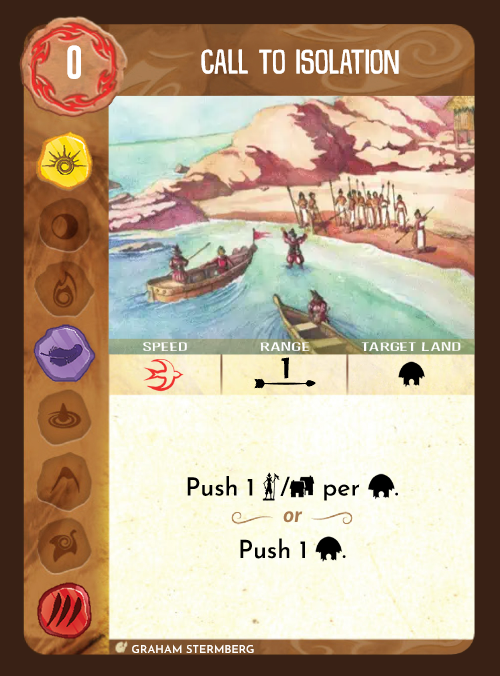 0
CALL TO ISOLATION
SPEED RANGE TARGET LAND
1
Push 1 / per .
or
Push 1 .
GRAHAM STERMBERG